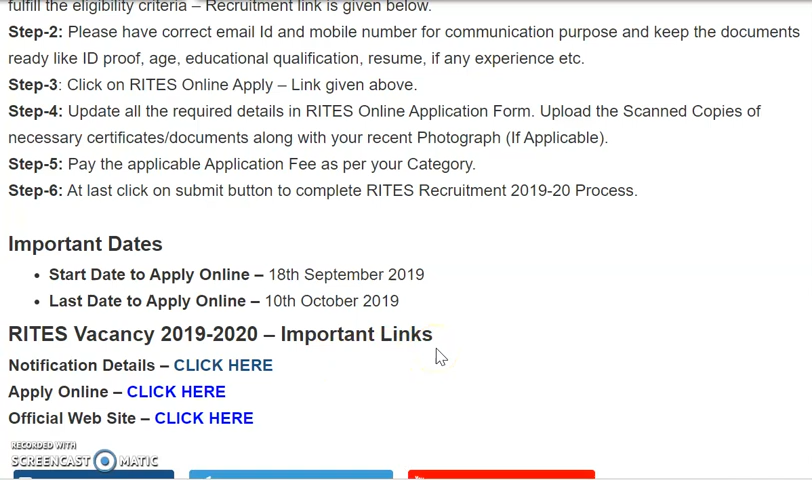 fulfill the eligibility criteria – Recruitment link is given below.
Step-2: Please have correct email Id and mobile number for communication purpose and keep the documents
ready like ID proof, age, educational qualification, resume, if any experience etc.
Step-3: Click on RITES Online Apply – Link given above.
Step-4: Update all the required details in RITES Online Application Form. Upload the Scanned Copies of
necessary certificates/documents along with your recent Photograph (If Applicable).
Step-5: Pay the applicable Application Fee as per your Category.
Step-6: At last click on submit button to complete RITES Recruitment 2019-20 Process.
Important Dates
• Start Date to Apply Online – 18th September 2019
• Last Date to Apply Online – 10th October 2019
RITES Vacancy 2019-2020 – Important Links
Notification Details – CLICK HERE
Apply Online – CLICK HERE
Official Web Site – CLICK HERE
RECORDED WITH
SCREENCAST MATIC